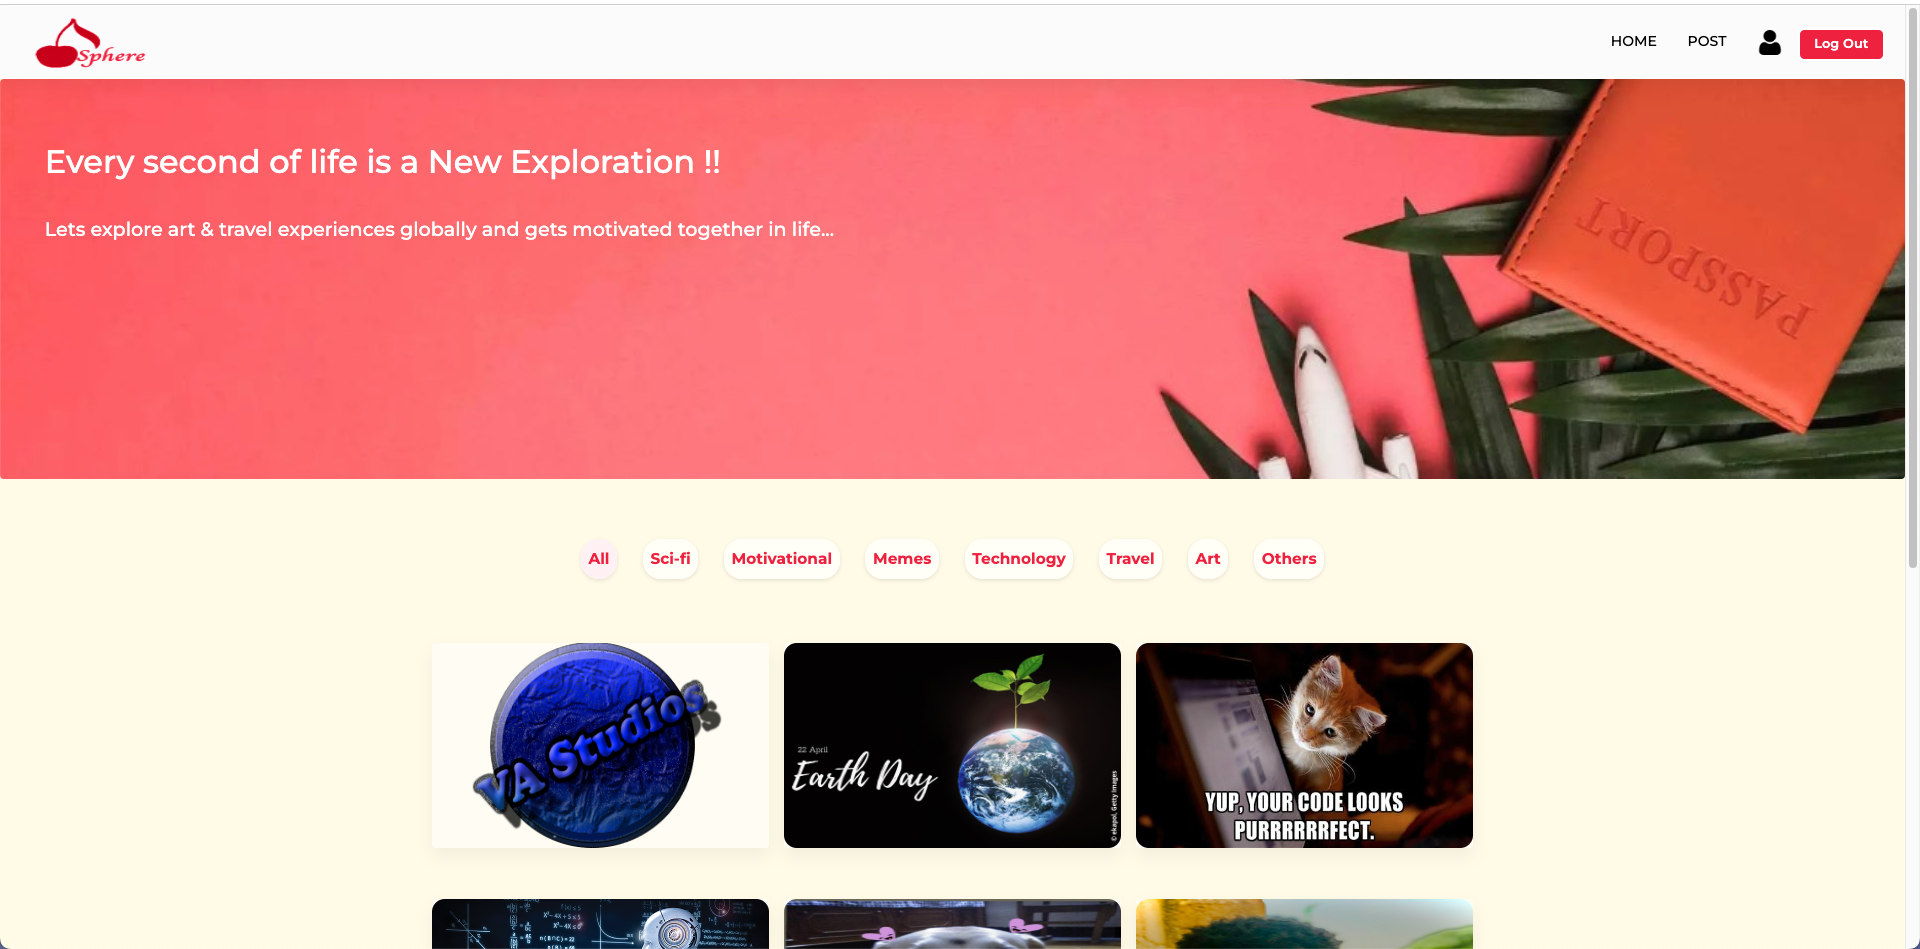 Sphere
HOME
POST
Log Out
Every second of life is a New Exploration !!
Lets explore art & travel experiences globally and gets motivated together in life...
PASSPORT
All
Sci-fi
Motivational
Memes
Technology
Travel
Art
Others
VA Studios
22 April
Earth Day
© ekapol, Getty Images
YUP, YOUR CODE LOOKS
PURRRRRRFECT.